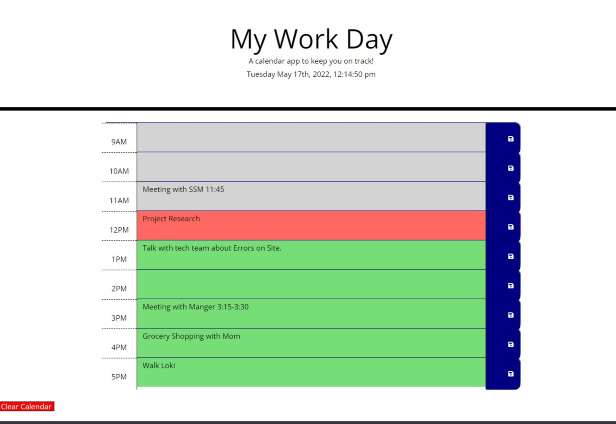 My Work Day
A calendar app to keep you on track!
Tuesday May 17th, 2022, 12:14:50 pm
9AM
10AM
11AM Meeting with SSM 11:45
12PM Project Research
1PM Talk with tech team about Errors on Site.
2PM
3PM Meeting with Manger 3:15-3:30
4PM Grocery Shopping with Mom
5PM Walk Loki
Clear Calendar